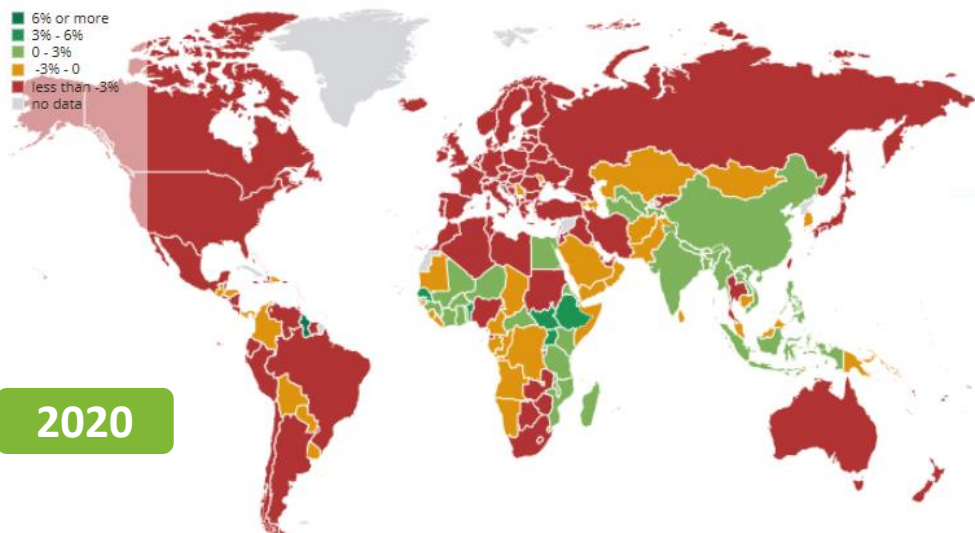 6% or more
3% - 6%
0 - 3%
-3% - 0
less than -3%
no data
2020